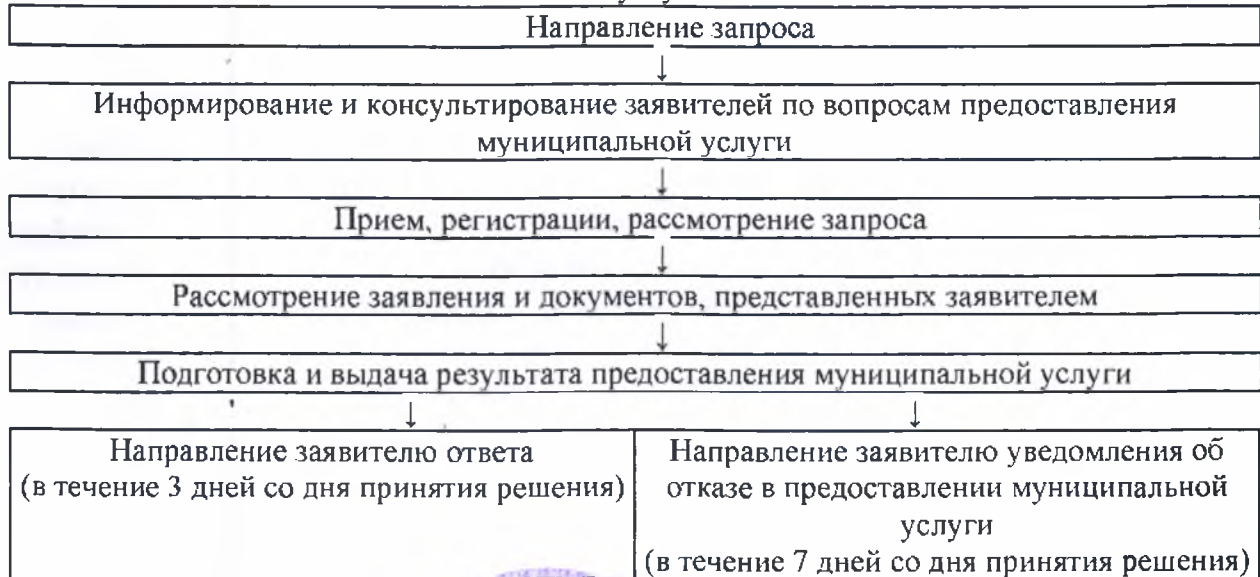 Направление запроса
↓
Информирование и консультирование заявителей по вопросам предоставления
муниципальной услуги
↓
Прием, регистрации, рассмотрение запроса
↓
Рассмотрение заявления и документов, представленных заявителем
↓
Подготовка и выдача результата предоставления муниципальной услуги
↓ ↓
Направление заявителю ответа
(в течение 3 дней со дня принятия решения)
Направление заявителю уведомления об
отказе в предоставлении муниципальной
услуги
(в течение 7 дней со дня принятия решения)